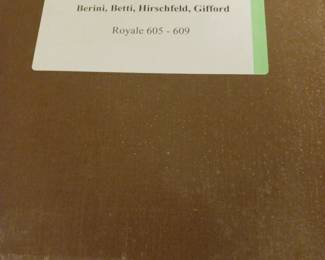 Berini, Betti, Hirschfeld, Gifford
Royale 605 - 609